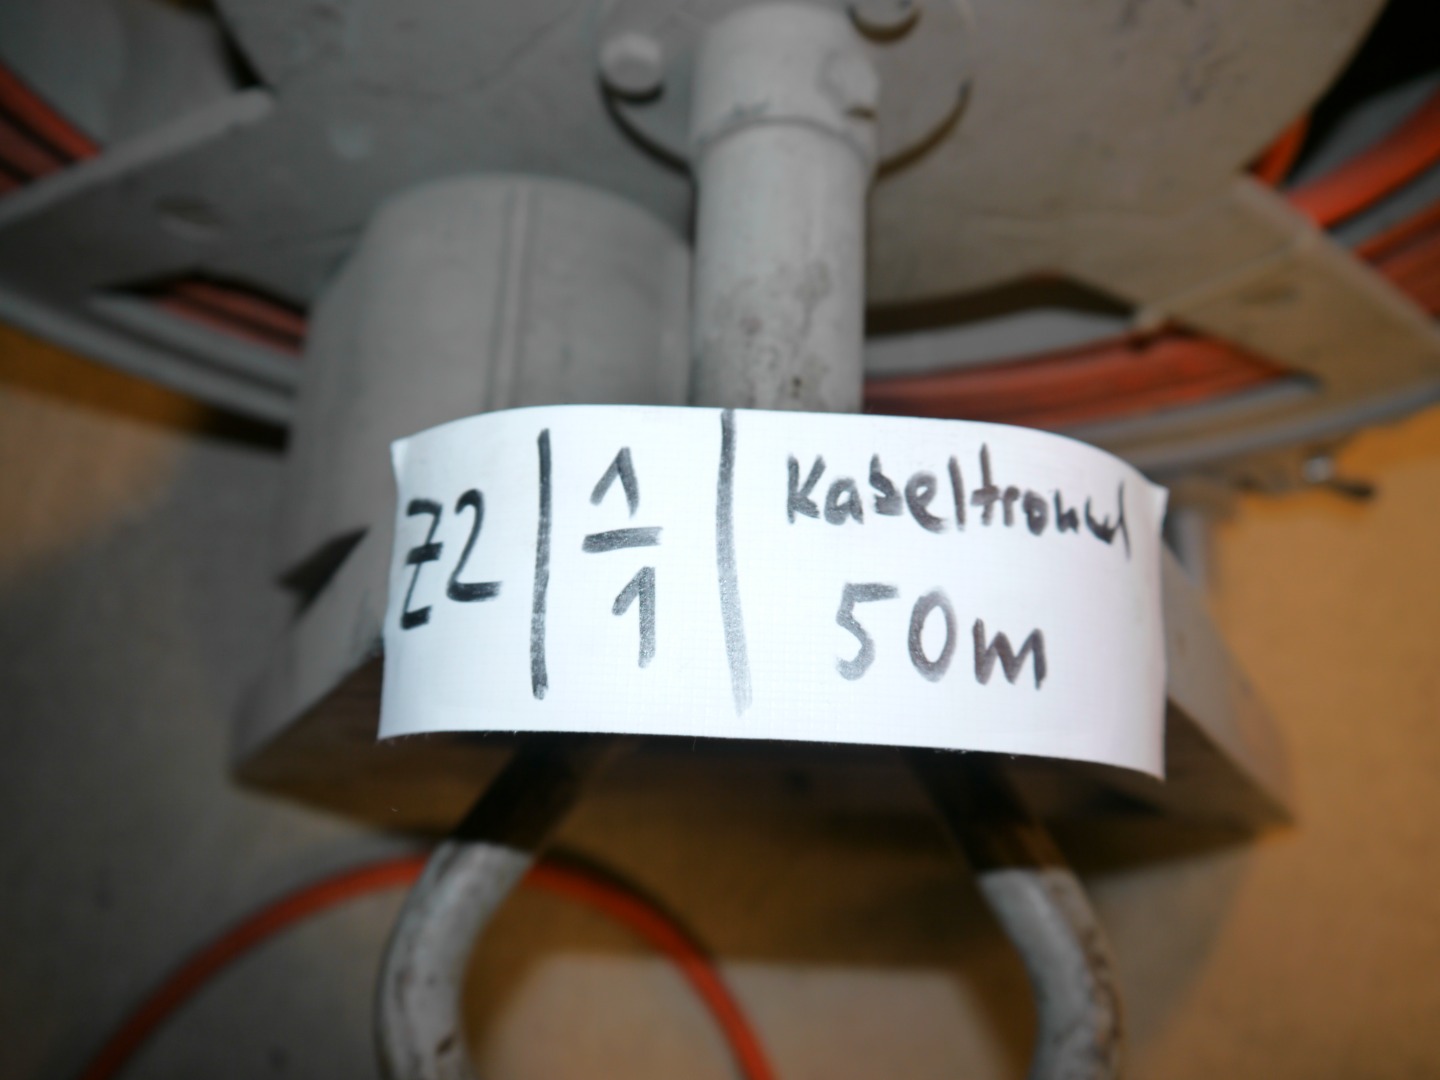 Z2 | 1/1 | Kabeltrommel
50m